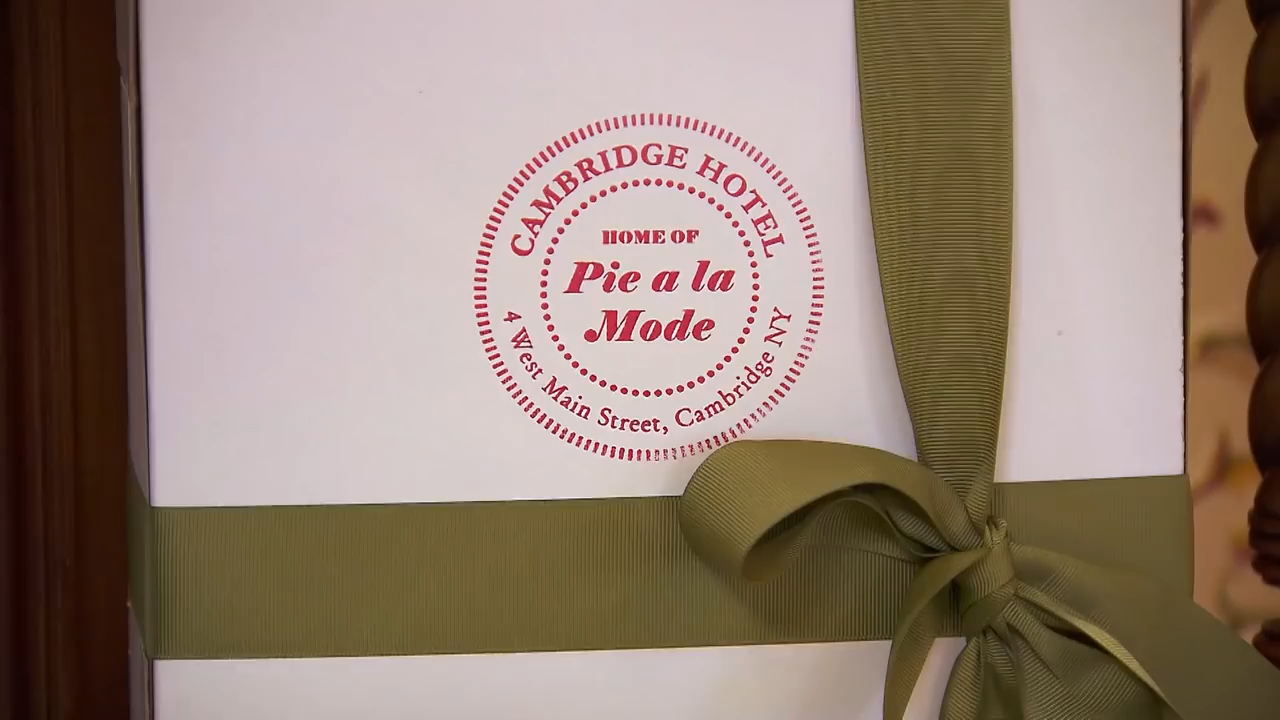 CAMBRIDGE HOTEL
HOME OF
Pie a la
Mode
4 West Main Street, Cambridge NY